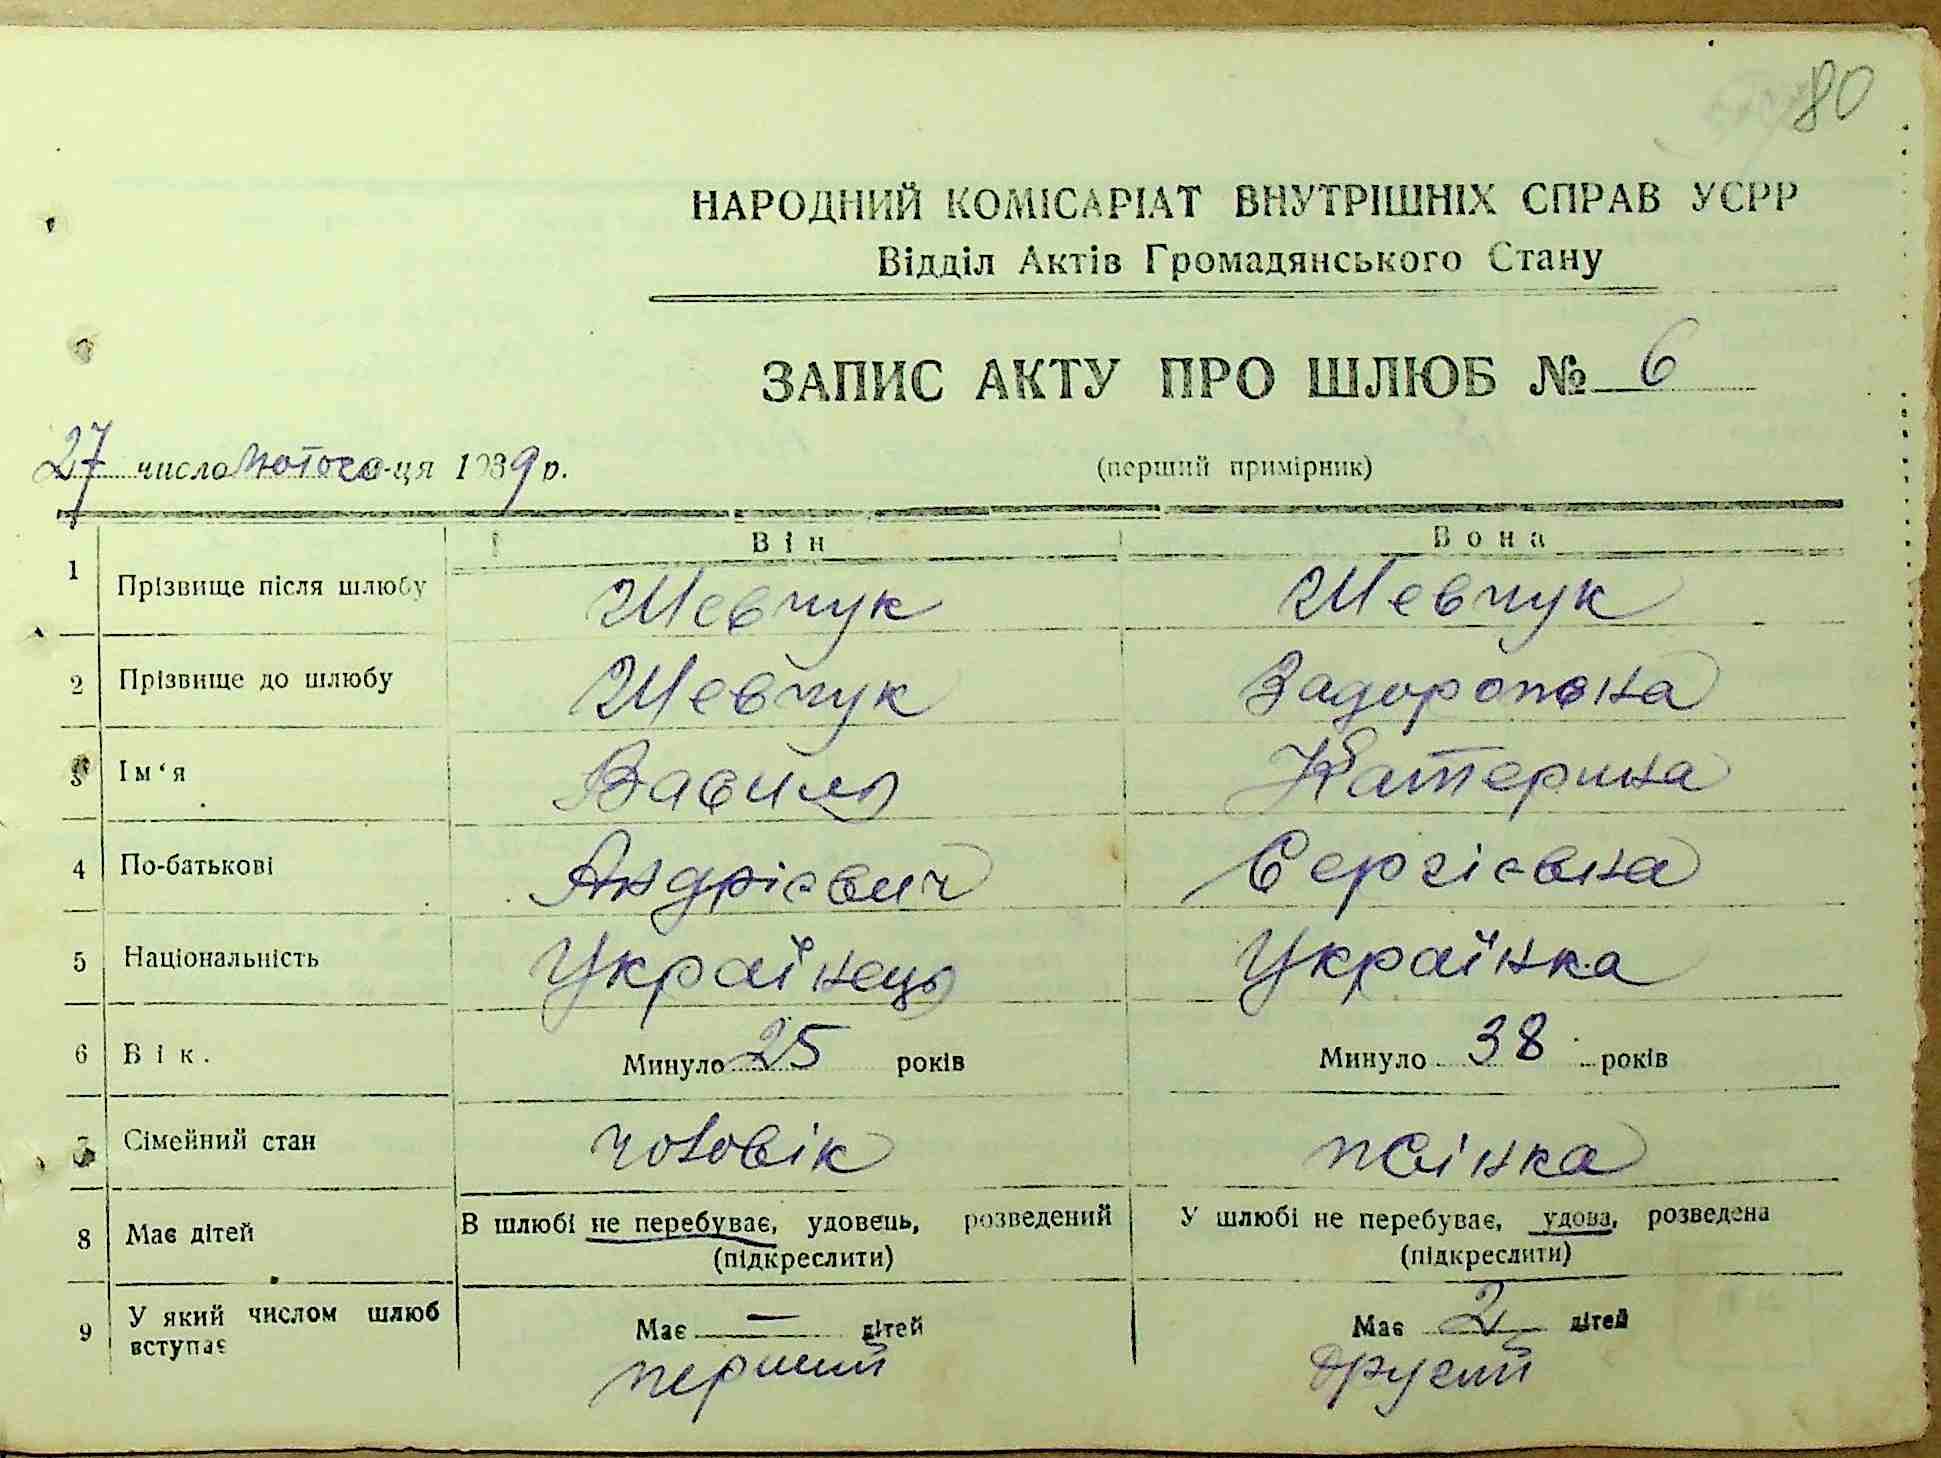 80
НАРОДНИЙ КОМІСАРІАТ ВНУТРІШНІХ СПРАВ УСРР
Відділ Актів Громадянського Стану
ЗАПИС АКТУ ПРО ШЛЮБ № 6
27 число лютого м-ця 1939 р. (перший примірник)
Він Вона
1 Прізвище після шлюбу Шевчук Шевчук
2 Прізвище до шлюбу Шевчук
3 Ім‘я Василь Катерина
4 По-батькові Андрієвич Сергієвна
5 Національність Українець Українка
6 Вік. Минуло 25 років Минуло 38 років
7 Сімейний стан чоловік жінка
8 Має дітей В шлюбі не перебуває, удовець, розведений У шлюбі не перебуває, удова, розведена
(підкреслити) (підкреслити)
9 У який числом шлюб вступає Має — дітей Має 2 дітей
перший другий